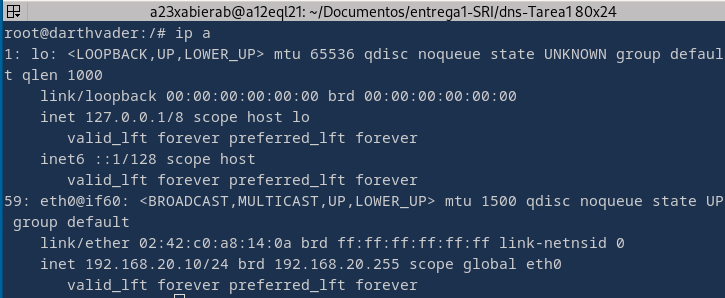 a23xabierab@a12eql21: ~/Documentos/entrega1-SRI/dns-Tarea1 80x24
root@darthvader:/# ip a
1: lo: <LOOPBACK,UP,LOWER_UP> mtu 65536 qdisc noqueue state UNKNOWN group defaul
t qlen 1000
    link/loopback 00:00:00:00:00:00 brd 00:00:00:00:00:00
    inet 127.0.0.1/8 scope host lo
       valid_lft forever preferred_lft forever
    inet6 ::1/128 scope host
       valid_lft forever preferred_lft forever
59: eth0@if60: <BROADCAST,MULTICAST,UP,LOWER_UP> mtu 1500 qdisc noqueue state UP
 group default
    link/ether 02:42:c0:a8:14:0a brd ff:ff:ff:ff:ff:ff link-netnsid 0
    inet 192.168.20.10/24 brd 192.168.20.255 scope global eth0
       valid_lft forever preferred_lft forever